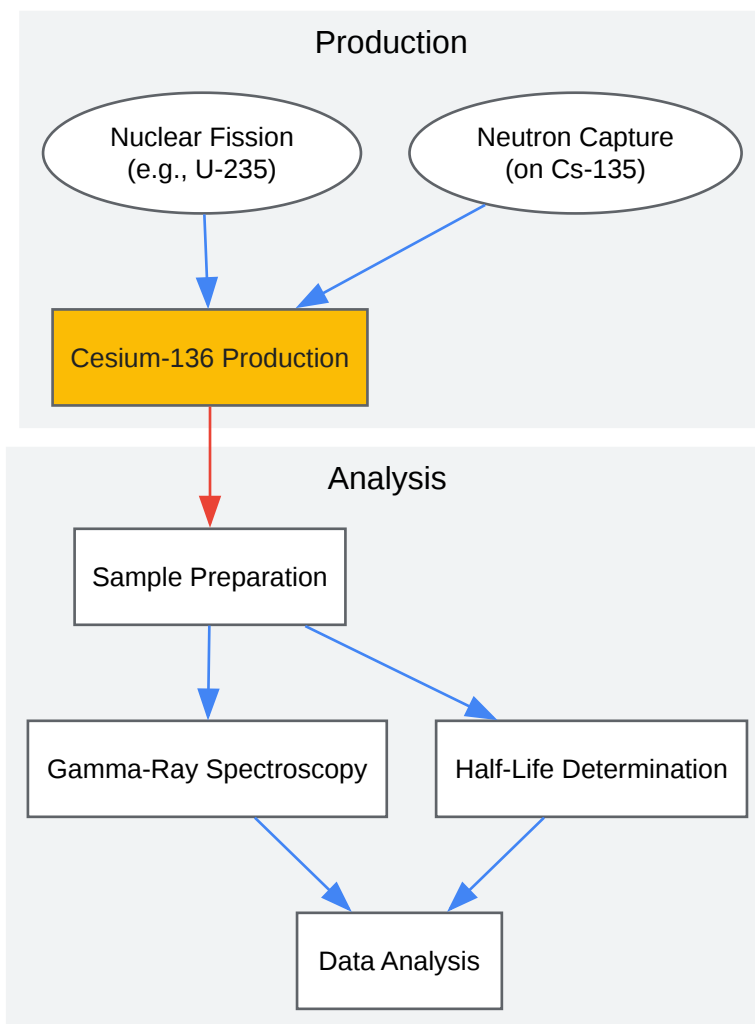 Production
Nuclear Fission
(e.g., U-235)
Neutron Capture
(on Cs-135)
Cesium-136 Production
Analysis
Sample Preparation
Gamma-Ray Spectroscopy
Half-Life Determination
Data Analysis